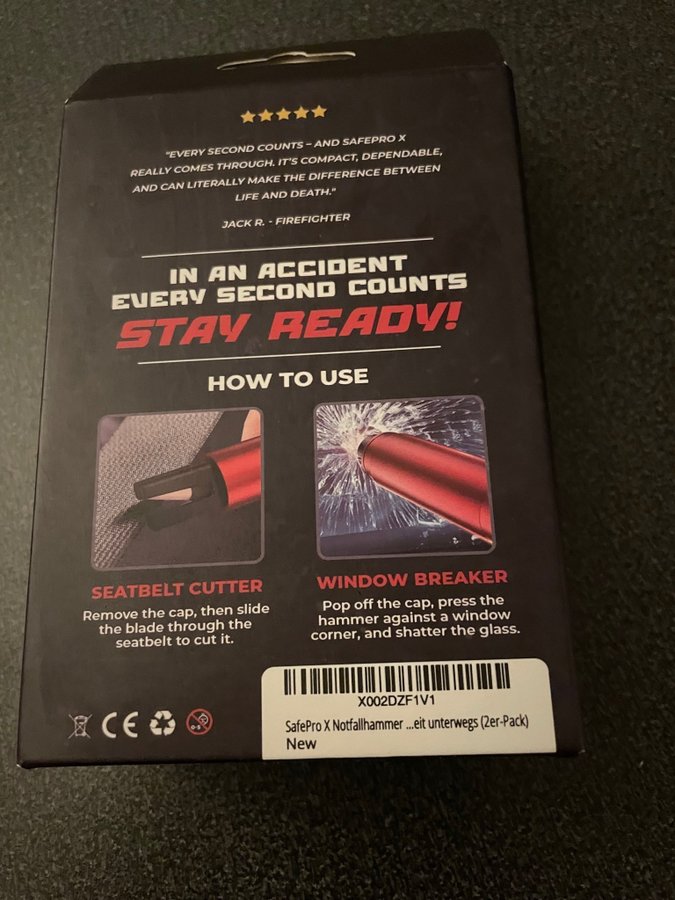 "EVERY SECOND COUNTS – AND SAFEPRO X
REALLY COMES THROUGH. IT'S COMPACT, DEPENDABLE,
AND CAN LITERALLY MAKE THE DIFFERENCE BETWEEN
LIFE AND DEATH."
JACK R. - FIREFIGHTER
IN AN ACCIDENT
EVERY SECOND COUNTS
STAY READY!
HOW TO USE
SEATBELT CUTTER
Remove the cap, then slide
the blade through the
seatbelt to cut it.
WINDOW BREAKER
Pop off the cap, press the
hammer against a window
corner, and shatter the glass.
CE
0-5
X002DZF1V1
SafePro X Notfallhammer ...eit unterwegs (2er-Pack)
New